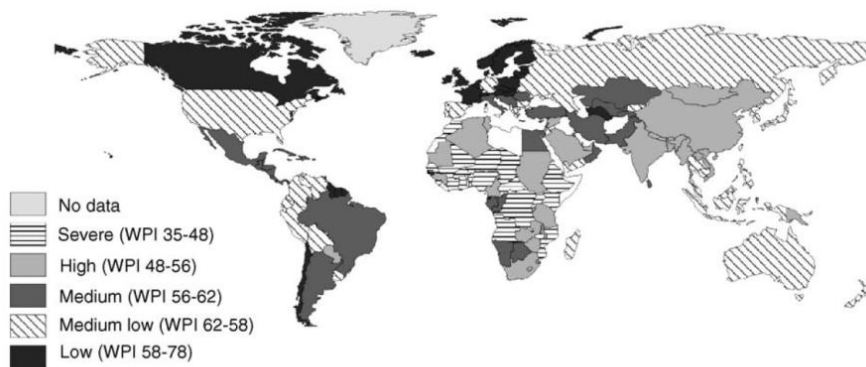 No data
Severe (WPI 35-48)
High (WPI 48-56)
Medium (WPI 56-62)
Medium low (WPI 62-58)
Low (WPI 58-78)